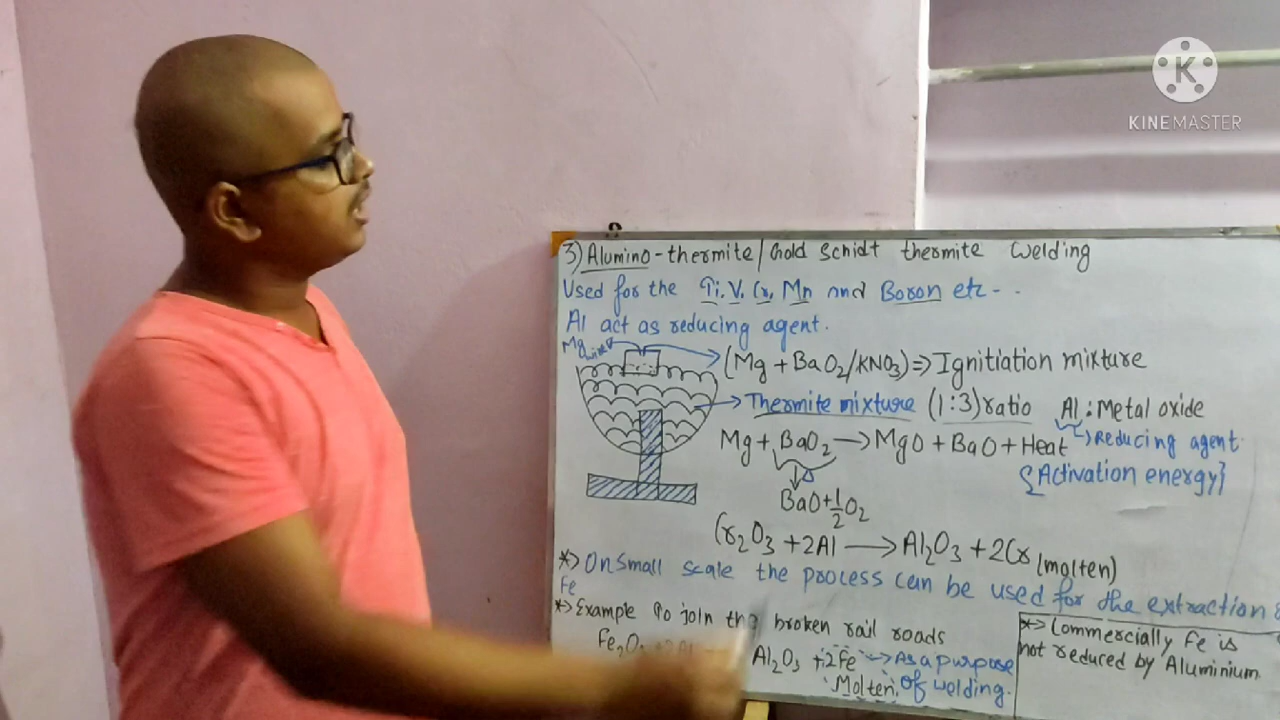 K
KINEMASTER
3) Alumino-thermite/Gold Schidt thermite Welding
Used for the Ti, V, Cr, Mn and Boron etc - . .
Al act as reducing agent.
Mg wire
(Mg + BaO2/KNO3) => Ignitiation mixture
Thermite mixture (1:3) ratio Al : Metal oxide
Reducing agent
Mg + BaO2 → MgO + BaO + Heat
{Activation energy}
Δ
BaO + 1/2 O2
Cr2O3 + 2Al → Al2O3 + 2Cr (molten)
*> On small scale the process can be used for the extraction
Fe
*> Example To join the broken rail roads
Fe2O3 +2Al Al2O3 + 2Fe -> As a purpose
Molten. of welding.
*> Commercially Fe is
not reduced by Aluminium